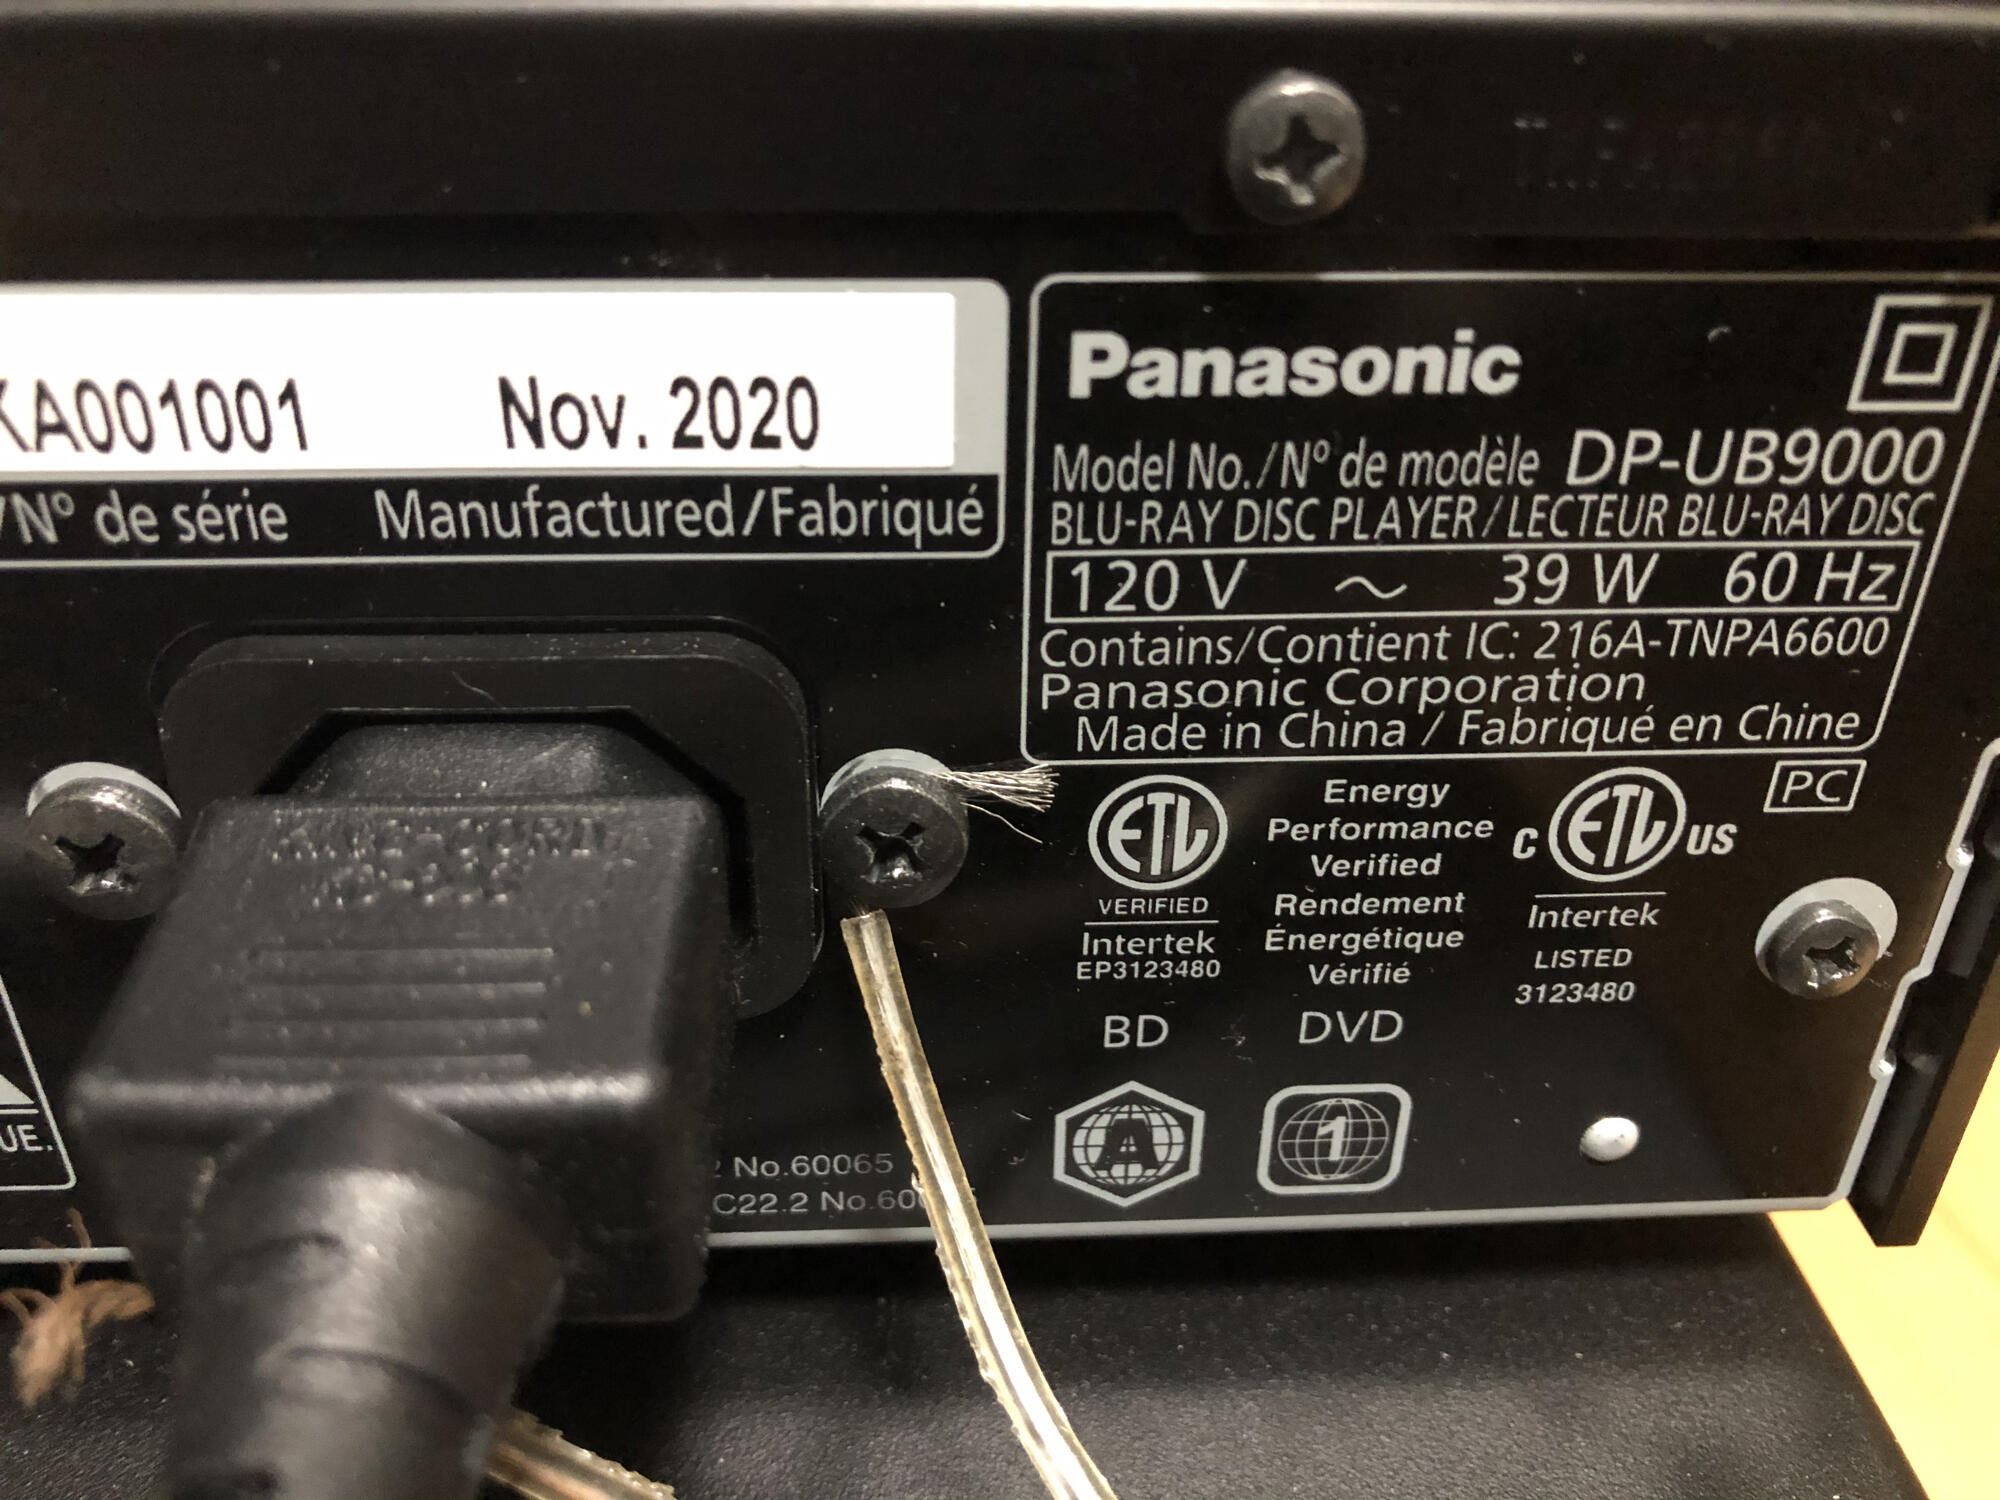 KA001001 Nov. 2020
/Nº de série Manufactured/Fabriqué
Panasonic
Model No./Nº de modèle DP-UB9000
BLU-RAY DISC PLAYER/LECTEUR BLU-RAY DISC
120 V ~ 39 W 60 Hz
Contains/Contient IC: 216A-TNPA6600
Panasonic Corporation
Made in China / Fabriqué en Chine
PC
ETL
VERIFIED
Intertek
EP3123480
Energy
Performance
Verified
Rendement
Énergétique
Vérifié
C ETL US
Intertek
LISTED
3123480
BD DVD
A 1
UE.
No.60065
C22.2 No.60